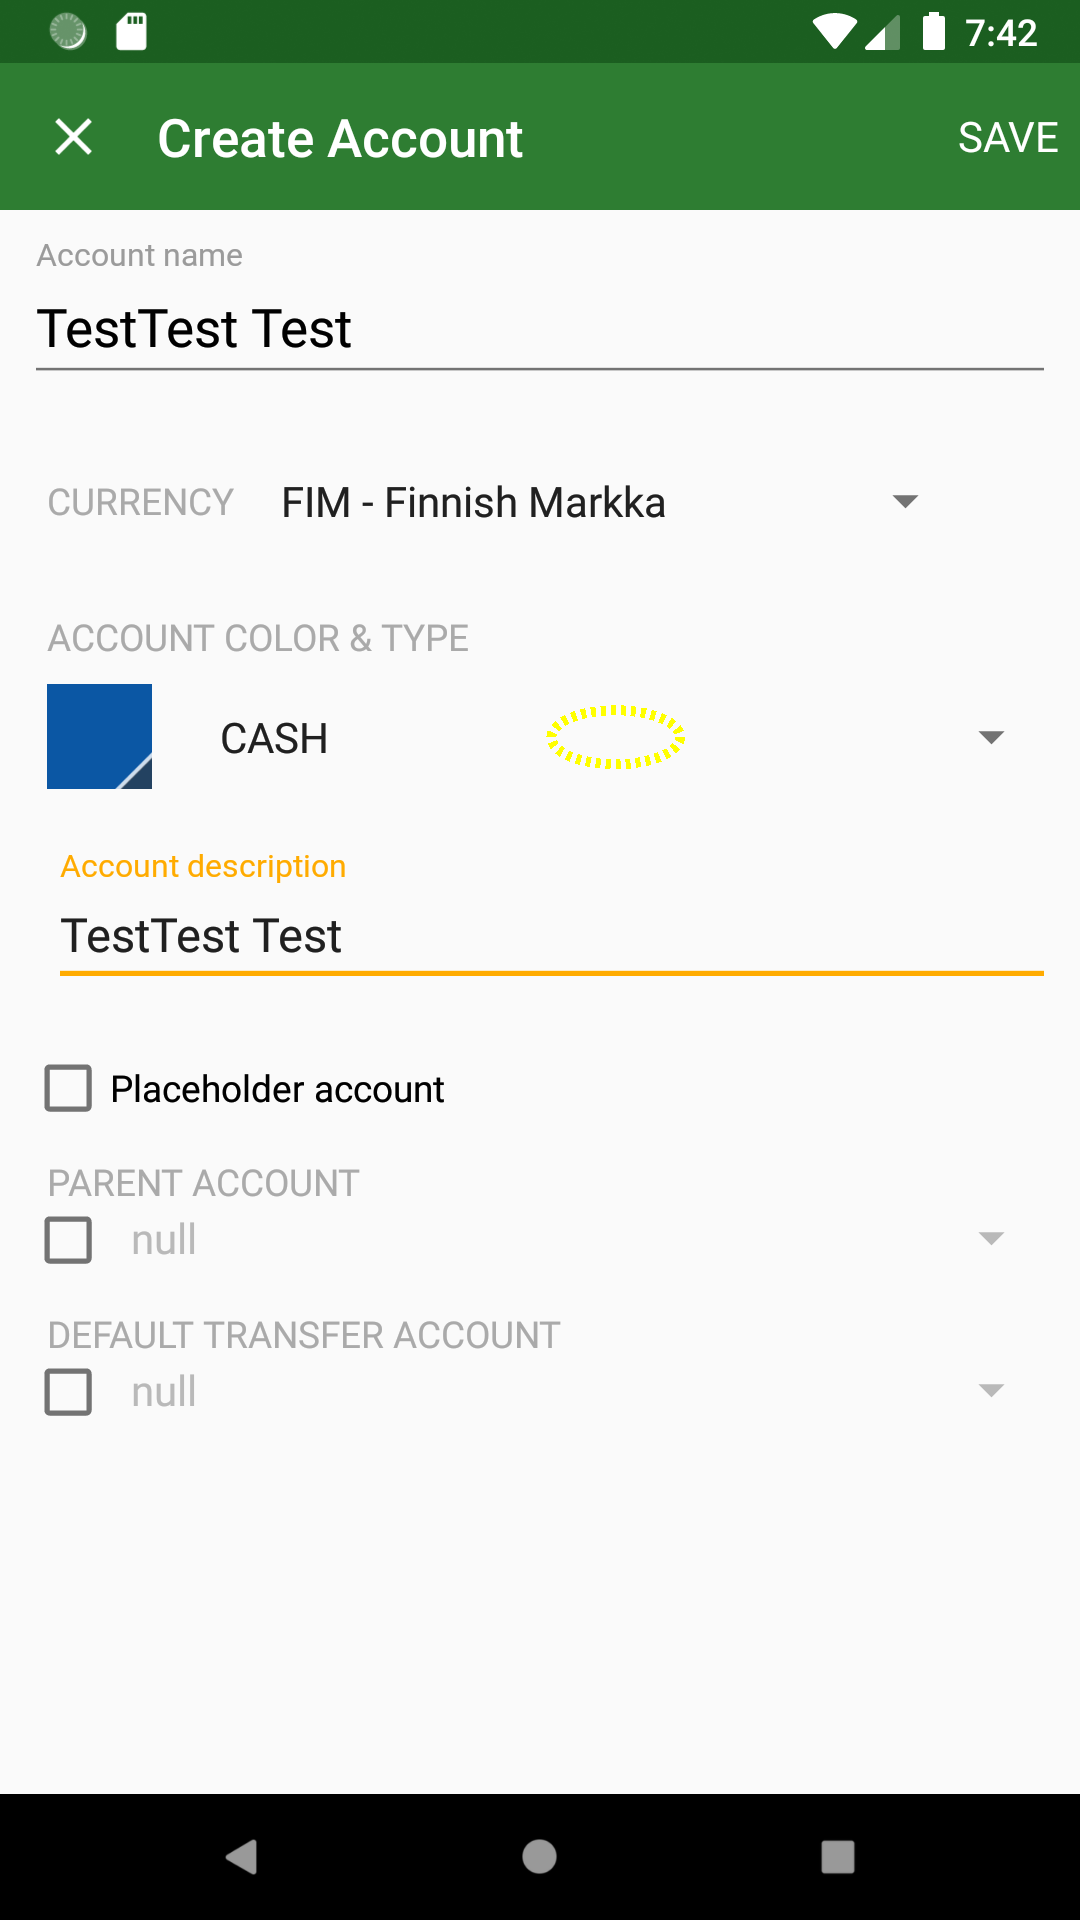 7:42
Create Account
SAVE
Account name
TestTest Test
CURRENCY FIM - Finnish Markka
ACCOUNT COLOR & TYPE
CASH
Account description
TestTest Test
Placeholder account
PARENT ACCOUNT
null
DEFAULT TRANSFER ACCOUNT
null